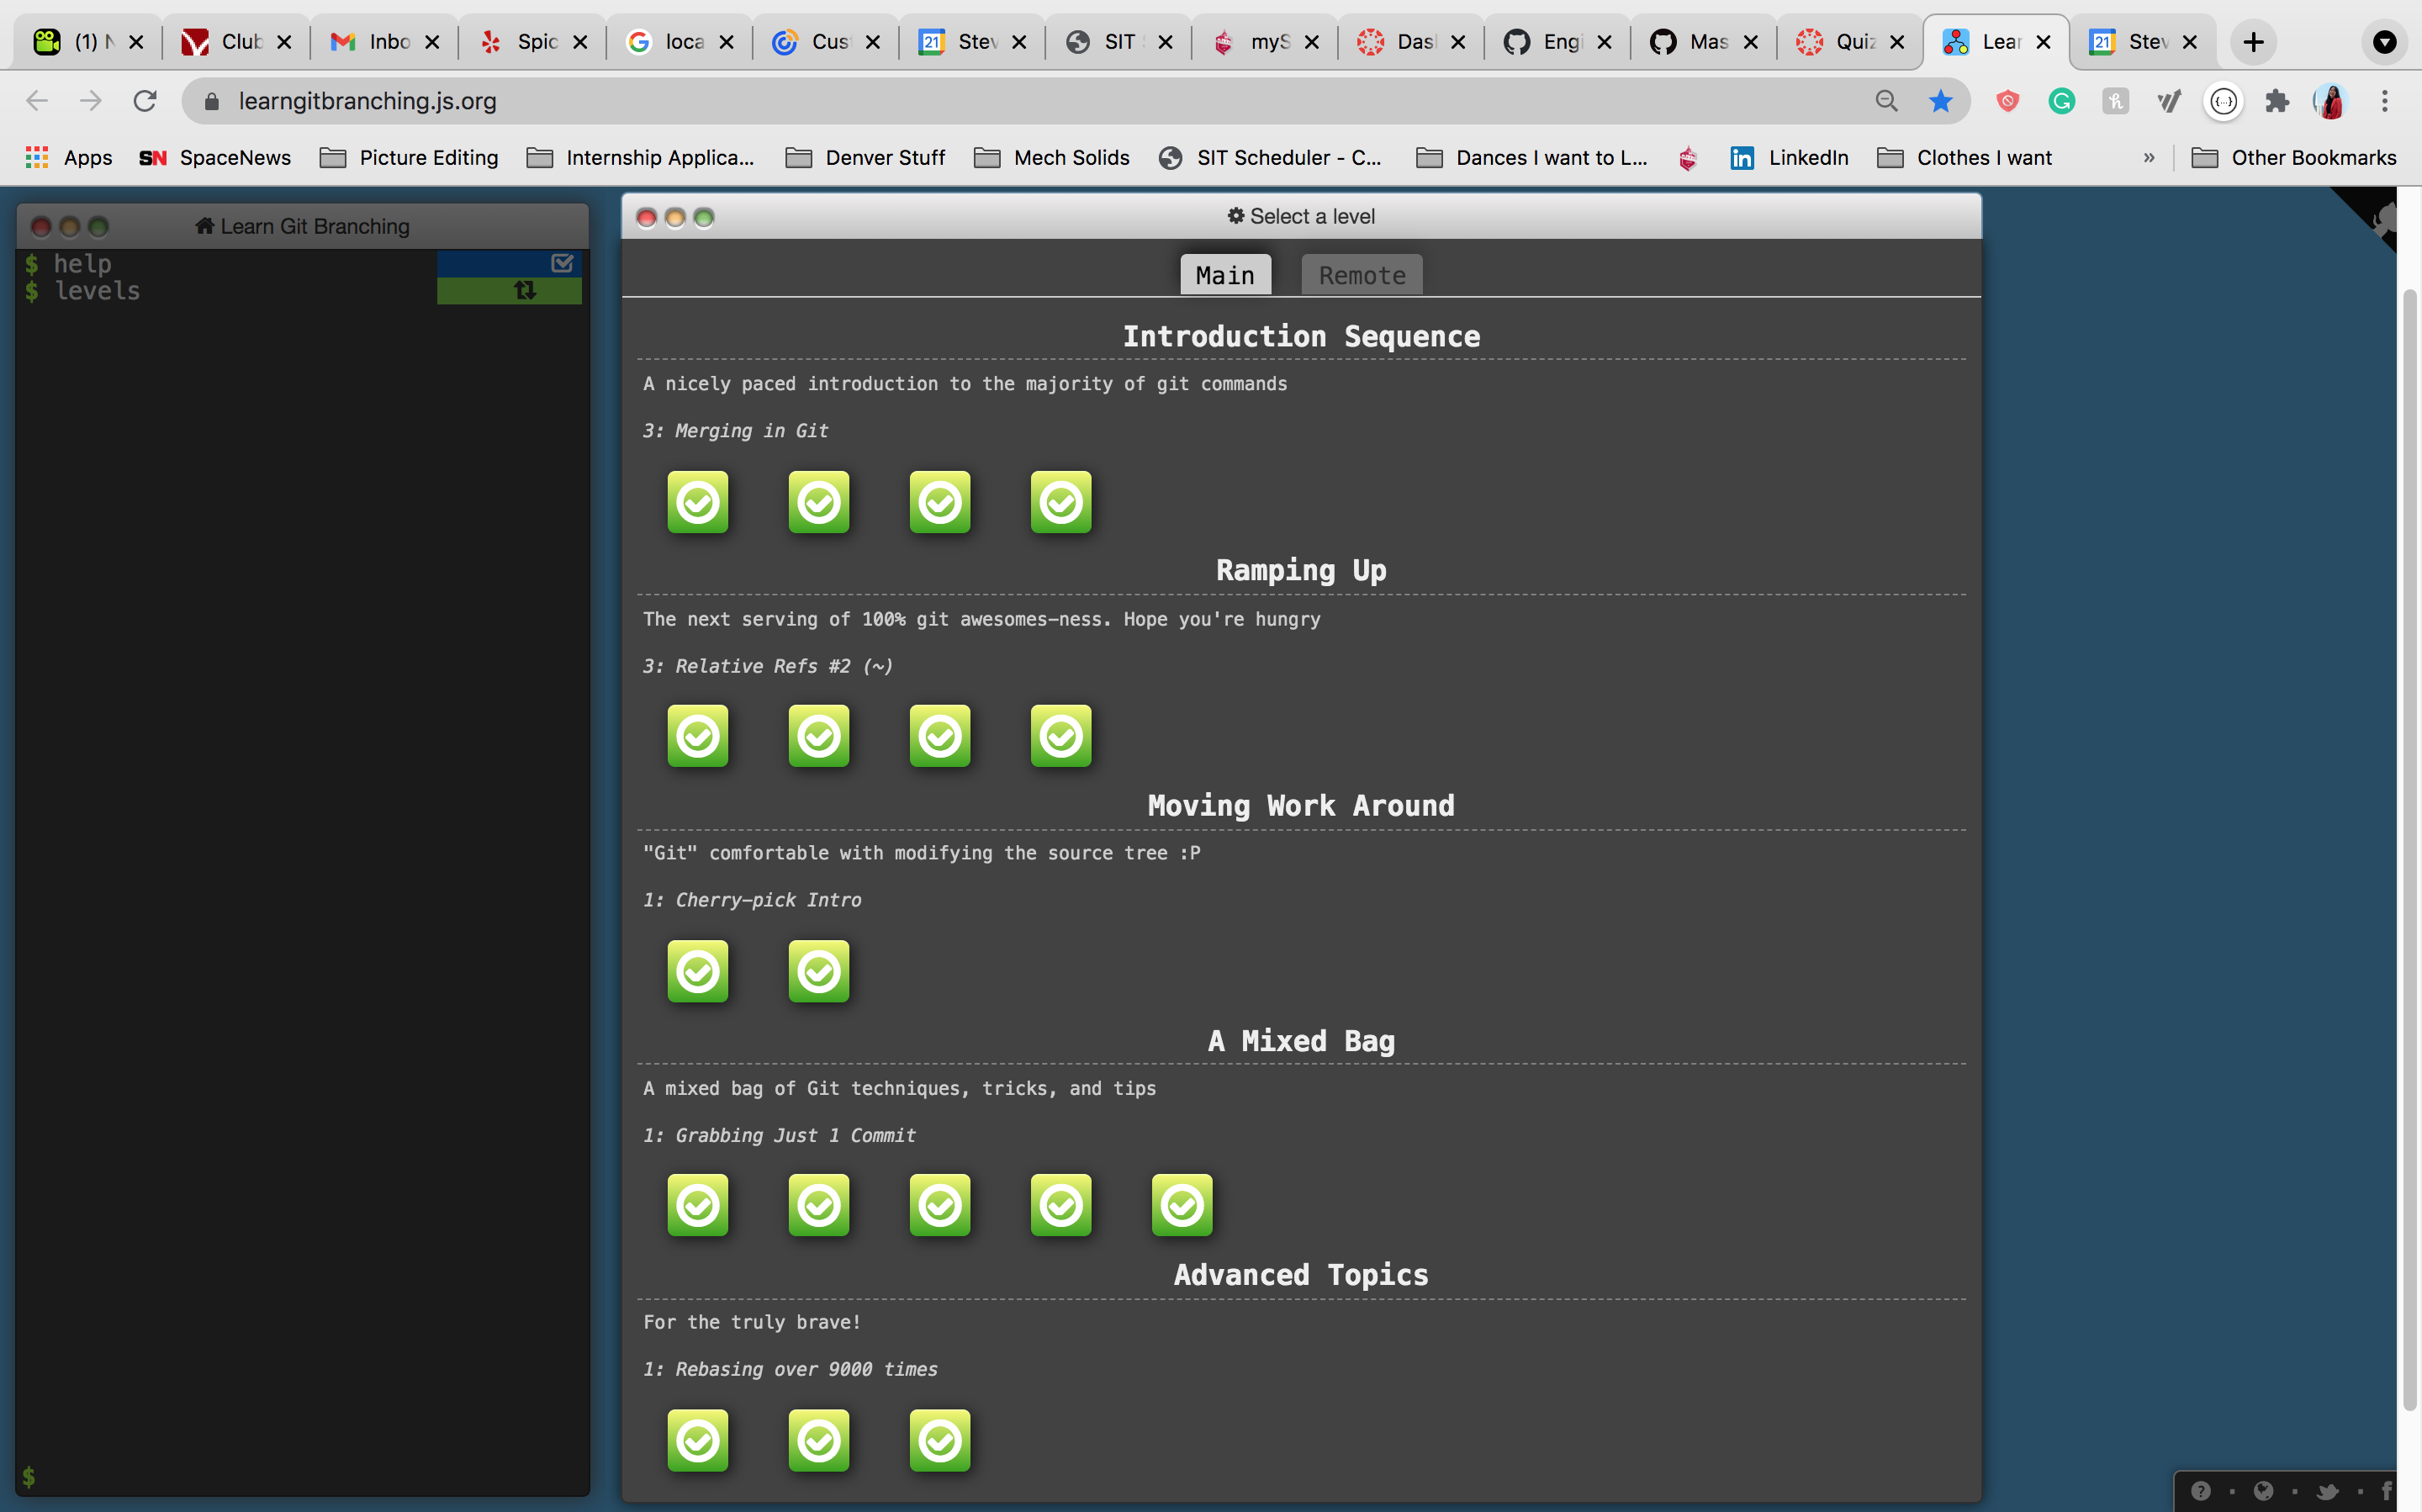 (1) N Club Inbo Spic loca Cus Stev SIT myS Das Engi Mas Quiz Lear Stev
learngitbranching.js.org
Apps SN SpaceNews Picture Editing Internship Applica... Denver Stuff Mech Solids SIT Scheduler - C... Dances I want to L... LinkedIn Clothes I want » Other Bookmarks
Learn Git Branching
$ help
$ levels
$
Select a level
Main Remote
Introduction Sequence
A nicely paced introduction to the majority of git commands
3: Merging in Git
Ramping Up
The next serving of 100% git awesomes-ness. Hope you're hungry
3: Relative Refs #2 (~)
Moving Work Around
"Git" comfortable with modifying the source tree :P
1: Cherry-pick Intro
A Mixed Bag
A mixed bag of Git techniques, tricks, and tips
1: Grabbing Just 1 Commit
Advanced Topics
For the truly brave!
1: Rebasing over 9000 times